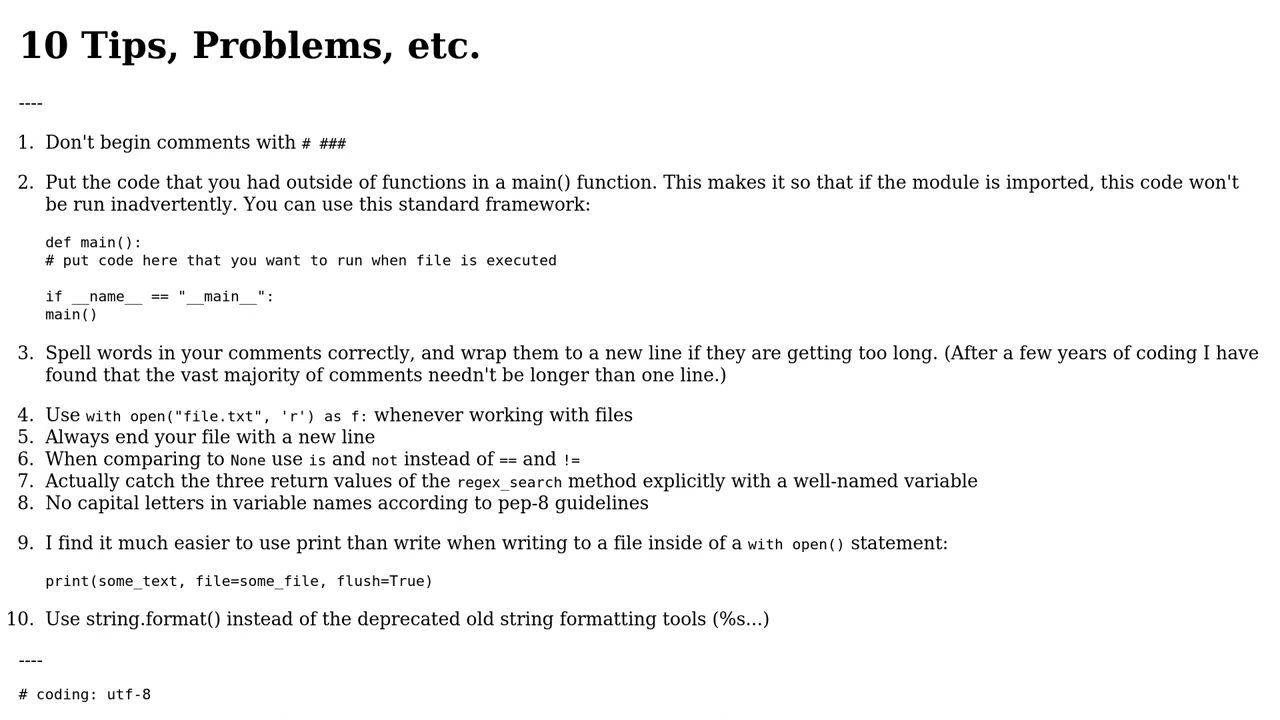 10 Tips, Problems, etc.
----
1. Don't begin comments with # ###
2. Put the code that you had outside of functions in a main() function. This makes it so that if the module is imported, this code won't
be run inadvertently. You can use this standard framework:
def main():
# put code here that you want to run when file is executed
if __name__ == "__main__":
main()
3. Spell words in your comments correctly, and wrap them to a new line if they are getting too long. (After a few years of coding I have
found that the vast majority of comments needn't be longer than one line.)
4. Use with open("file.txt", 'r') as f: whenever working with files
5. Always end your file with a new line
6. When comparing to None use is and not instead of == and !=
7. Actually catch the three return values of the regex_search method explicitly with a well-named variable
8. No capital letters in variable names according to pep-8 guidelines
9. I find it much easier to use print than write when writing to a file inside of a with open() statement:
print(some_text, file=some_file, flush=True)
10. Use string.format() instead of the deprecated old string formatting tools (%s...)
----
# coding: utf-8